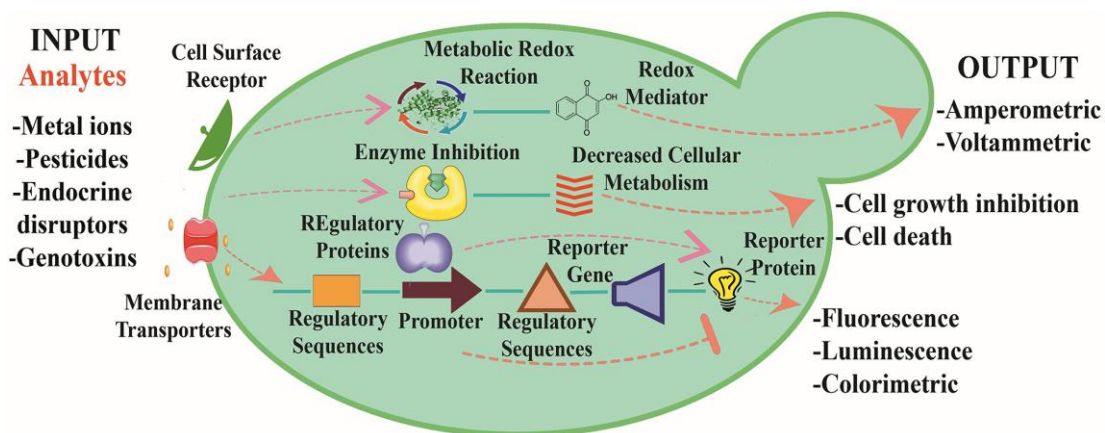 INPUT
Analytes
-Metal ions
-Pesticides
-Endocrine
disruptors
-Genotoxins
Cell Surface
Receptor
Membrane
Transporters
Metabolic Redox
Reaction
OH
O
O
Redox
Mediator
Enzyme Inhibition
Decreased Cellular
Metabolism
REgulatory
Proteins
Reporter
Gene
Reporter
Protein
Regulatory
Sequences
Promoter
Regulatory
Sequences
OUTPUT
-Amperometric
-Voltammetric
-Cell growth inhibition
-Cell death
-Fluorescence
-Luminescence
-Colorimetric